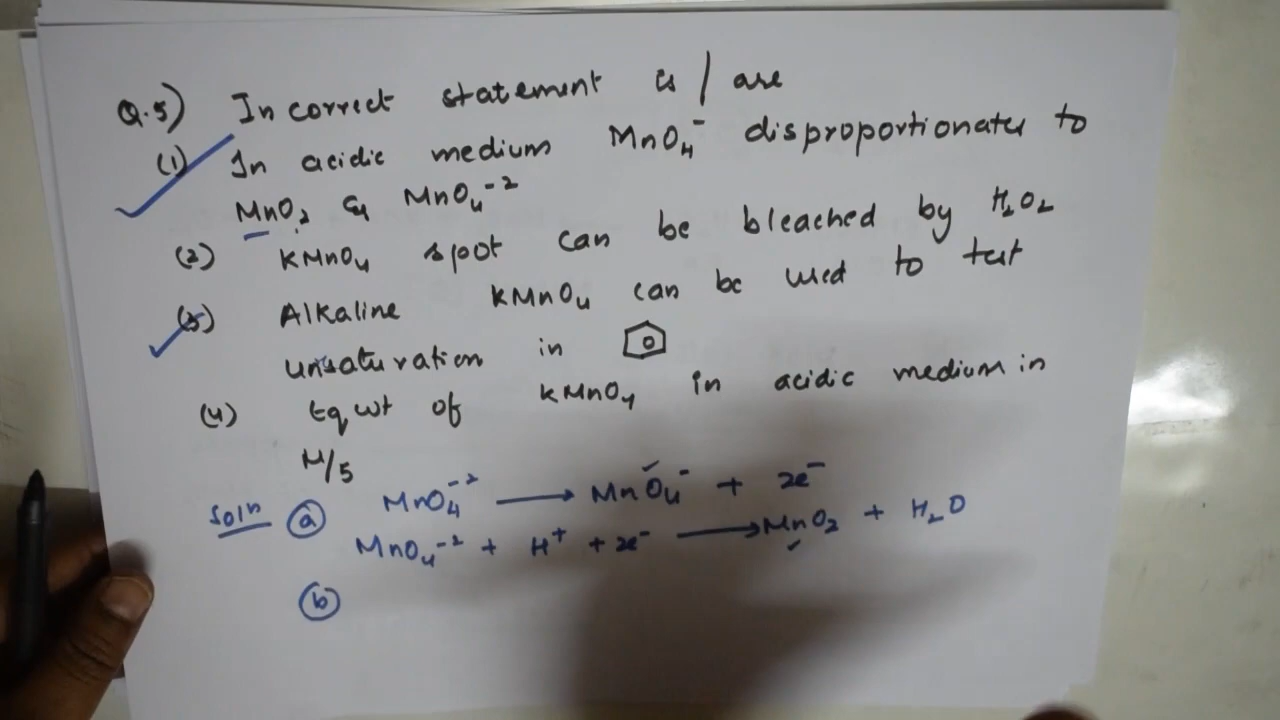 Q.5) Incorrect statement is / are
(1) In acidic medium MnO₄⁻ disproportionates to
MnO₂ & MnO₄⁻²
(2) KMnO₄ spot can be bleached by H₂O₂
(3) Alkaline KMnO₄ can be used to test
unsaturation in
(4) Eq wt of KMnO₄ in acidic medium in
M/5
Soln (a) MnO₄⁻² ⟶ MnO₄⁻ + 2e⁻
MnO₄⁻² + H⁺ + 2e⁻ ⟶ MnO₂ + H₂O
(b)